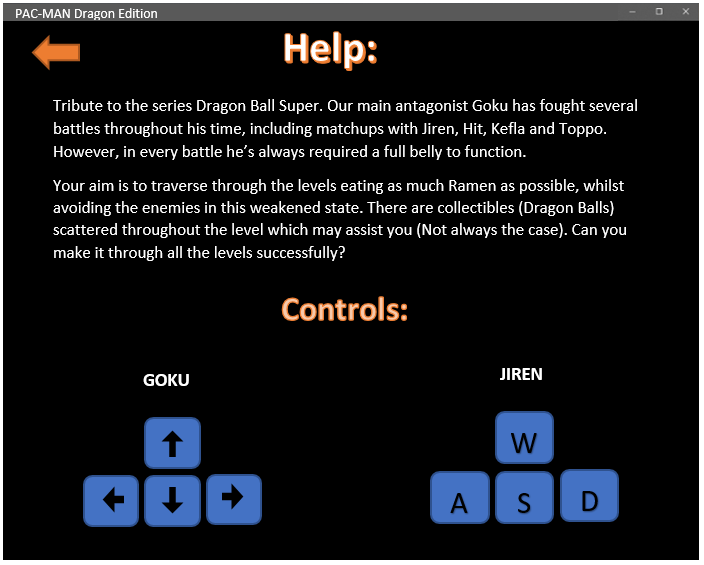 PAC-MAN Dragon Edition
Help:
Tribute to the series Dragon Ball Super. Our main antagonist Goku has fought several
battles throughout his time, including matchups with Jiren, Hit, Kefla and Toppo.
However, in every battle he's always required a full belly to function.
Your aim is to traverse through the levels eating as much Ramen as possible, whilst
avoiding the enemies in this weakened state. There are collectibles (Dragon Balls)
scattered throughout the level which may assist you (Not always the case). Can you
make it through all the levels successfully?
Controls:
GOKU
JIREN
W
A S D